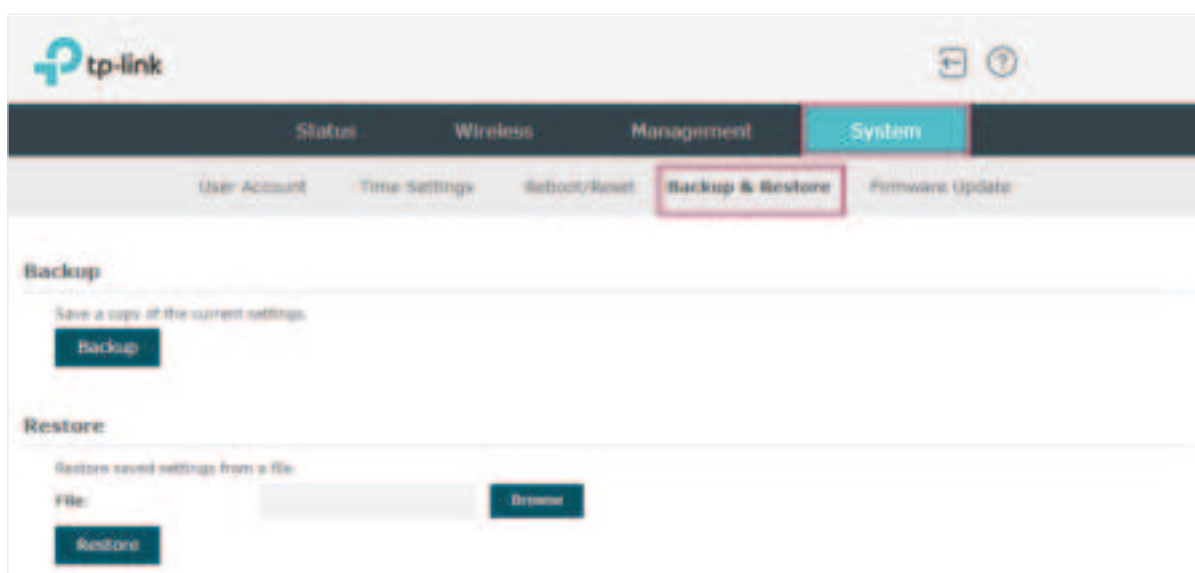 tp-link
Status Wireless Management System
User Account Time Settings Reboot/Reset Backup & Restore Firmware Update
Backup
Save a copy of the current settings.
Backup
Restore
Restore saved settings from a file.
File: Browse
Restore